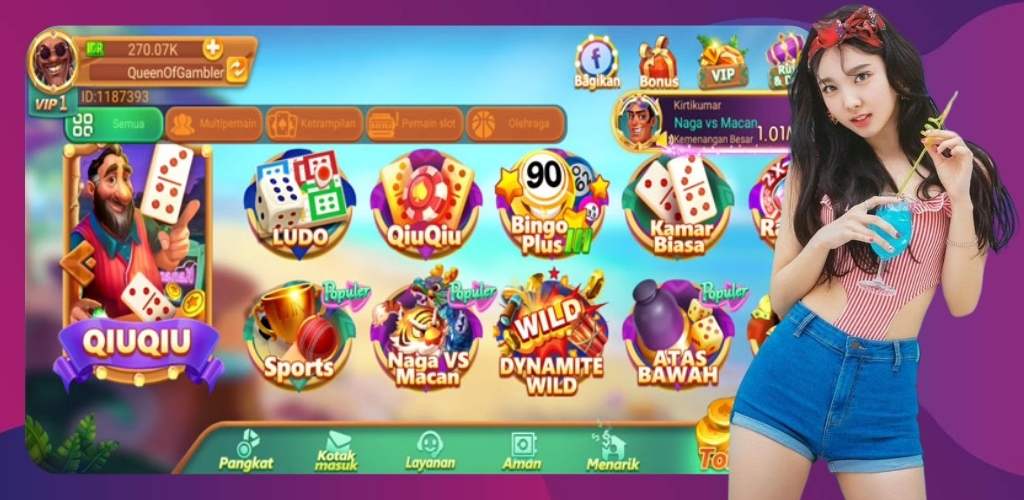 IDR
270.07K
QueenOfGambler
VIP 1
ID:1187393
f
Bagikan
Bonus
VIP
Semua
Multipemain
Ketrampilan
Pemain slot
Olehraga
Kirtikumar
Naga vs Macan
Kemenangan Besar
1.01M
LUDO
QiuQiu
90
Bingo
Plus
Kamar
Biasa
QIUQIU
Sports
Populer
Naga VS
Macan
Populer
WILD
DYNAMITE
WILD
Populer
ATAS
BAWAH
Pangkat
Kotak
masuk
Layanan
Aman
Menarik